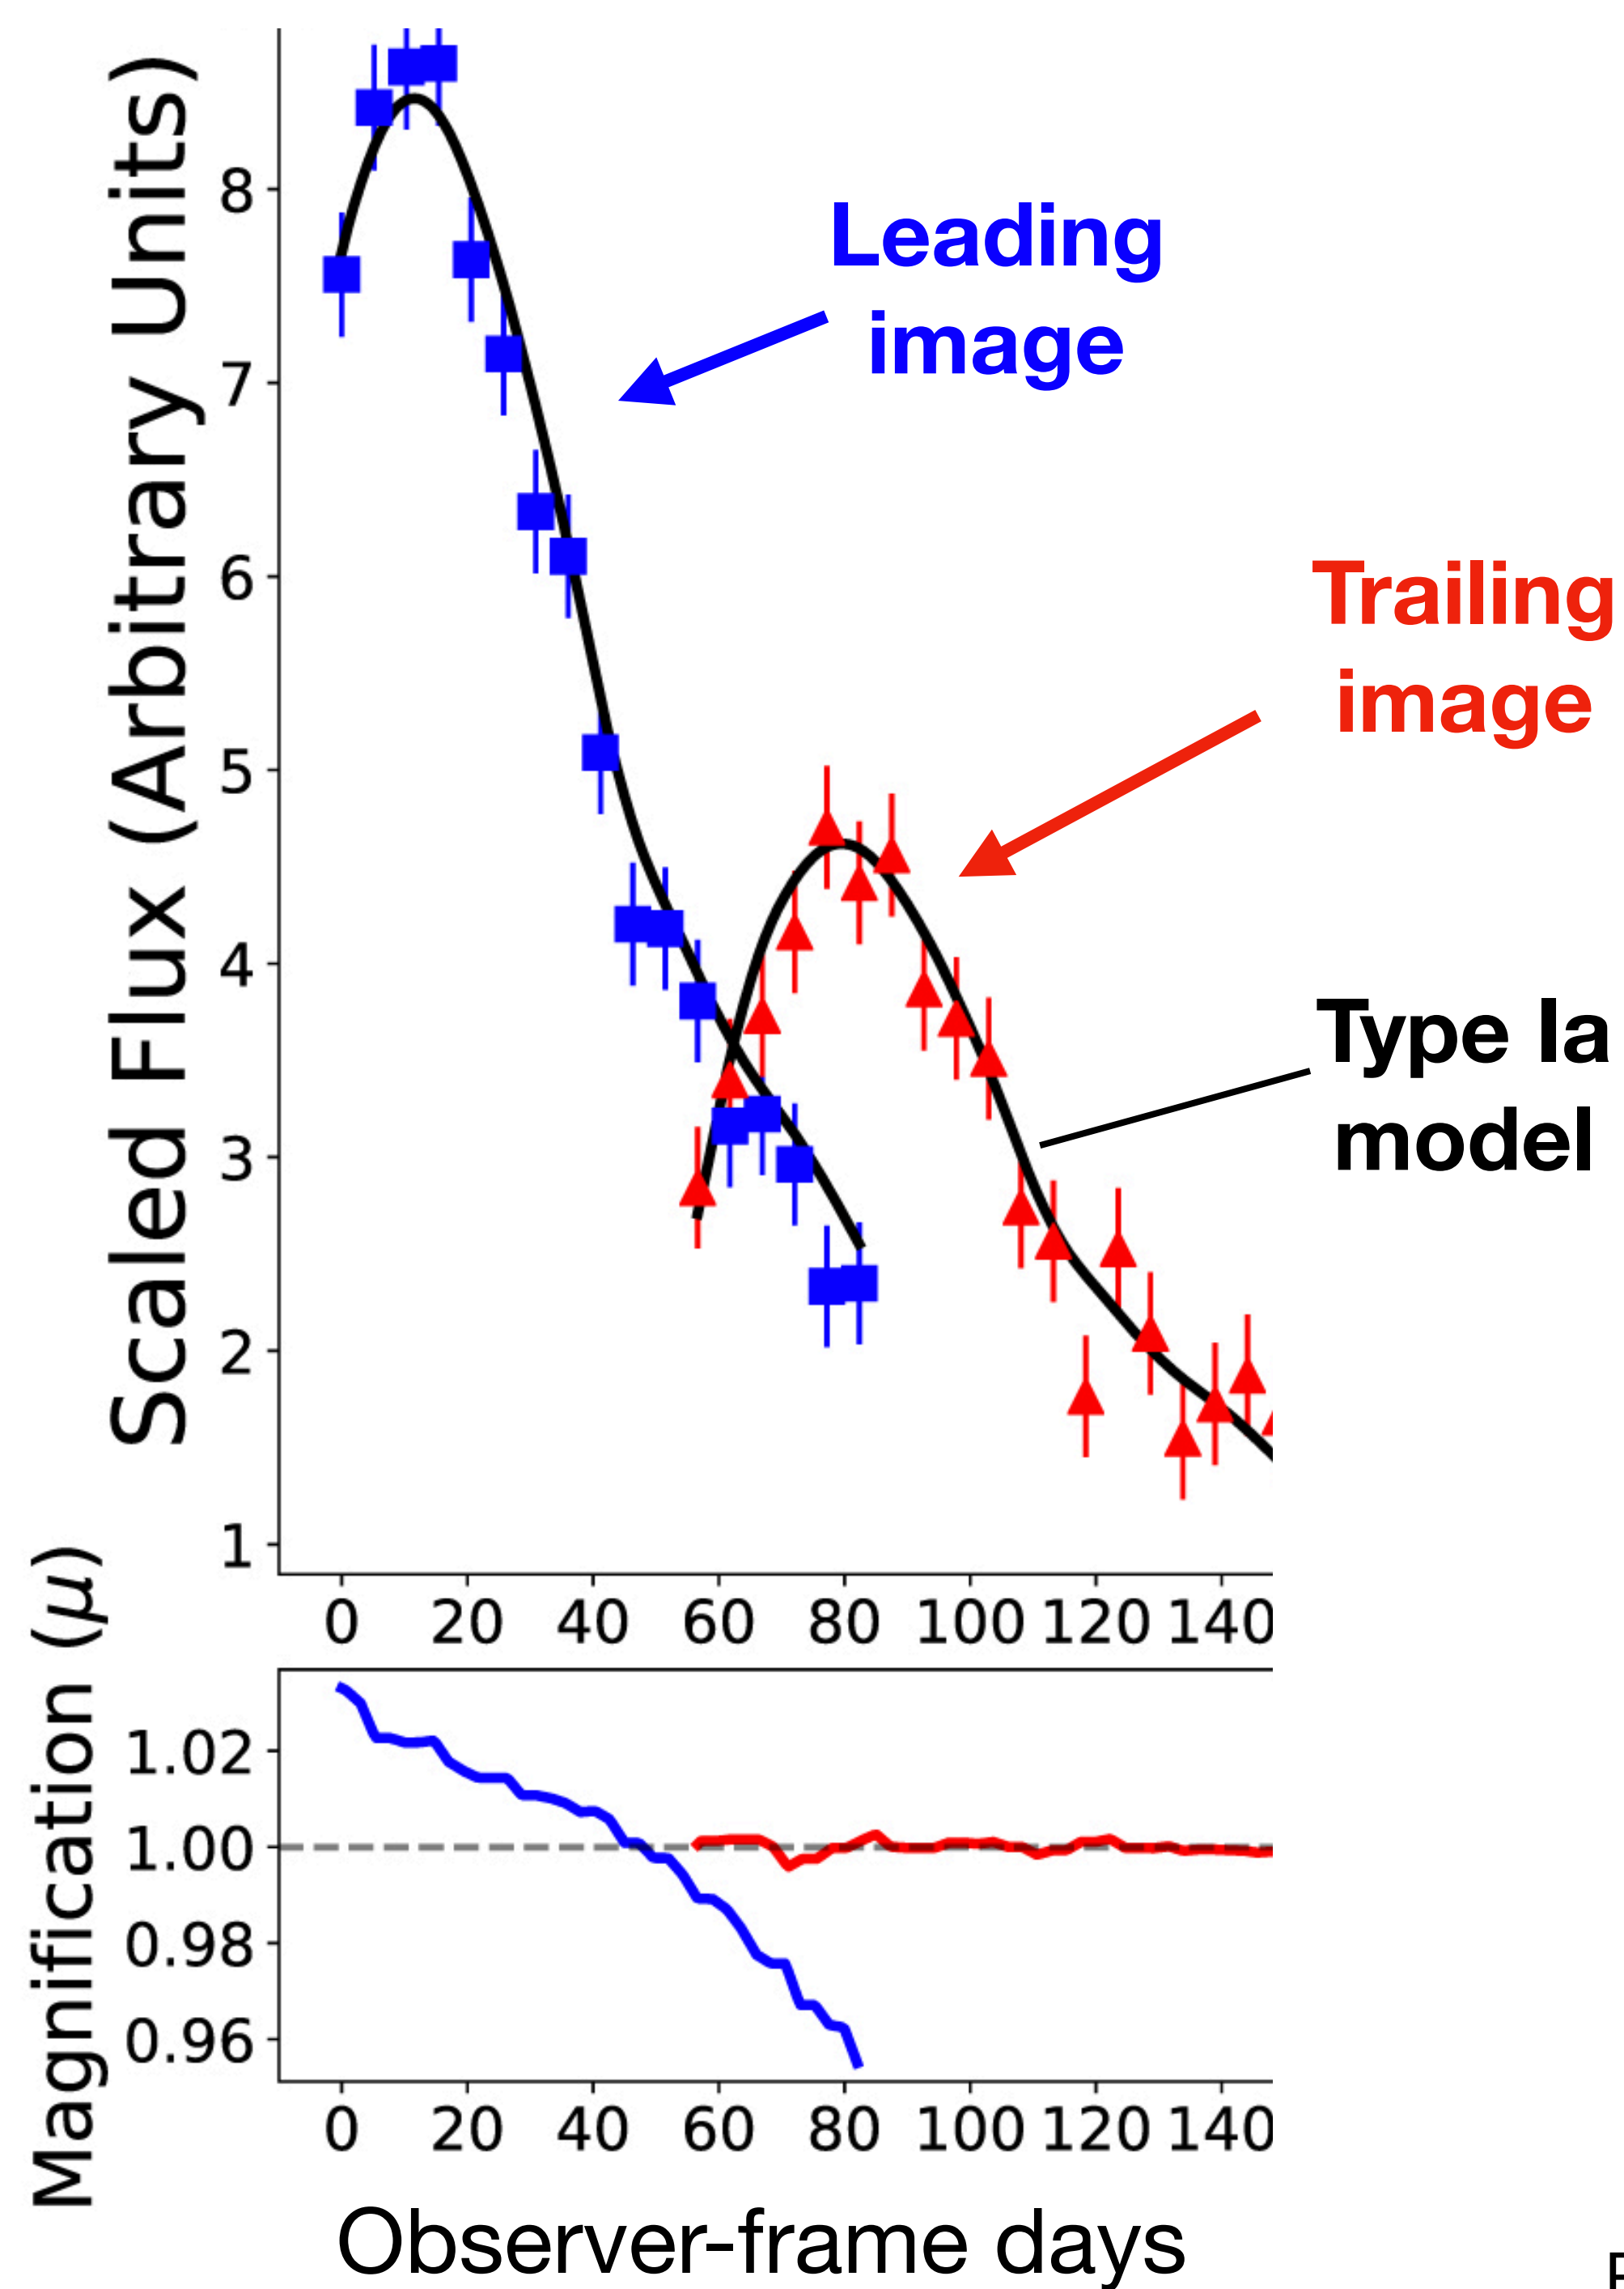 Scaled Flux (Arbitrary Units)
8
7
6
5
4
3
2
1
Leading
image
Trailing
image
Type Ia
model
0 20 40 60 80 100 120 140
Magnification (μ)
1.02
1.00
0.98
0.96
0 20 40 60 80 100 120 140
Observer-frame days